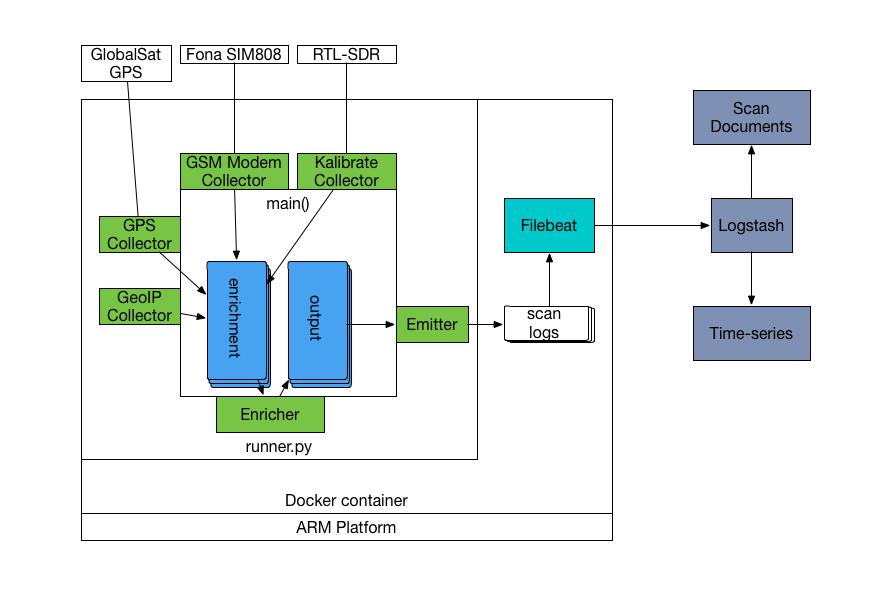 GlobalSat
GPS
Fona SIM808
RTL-SDR
GSM Modem
Collector
Kalibrate
Collector
main()
GPS
Collector
GeoIP
Collector
enrichment
output
Emitter
Enricher
runner.py
scan
logs
Filebeat
Scan
Documents
Logstash
Time-series
Docker container
ARM Platform